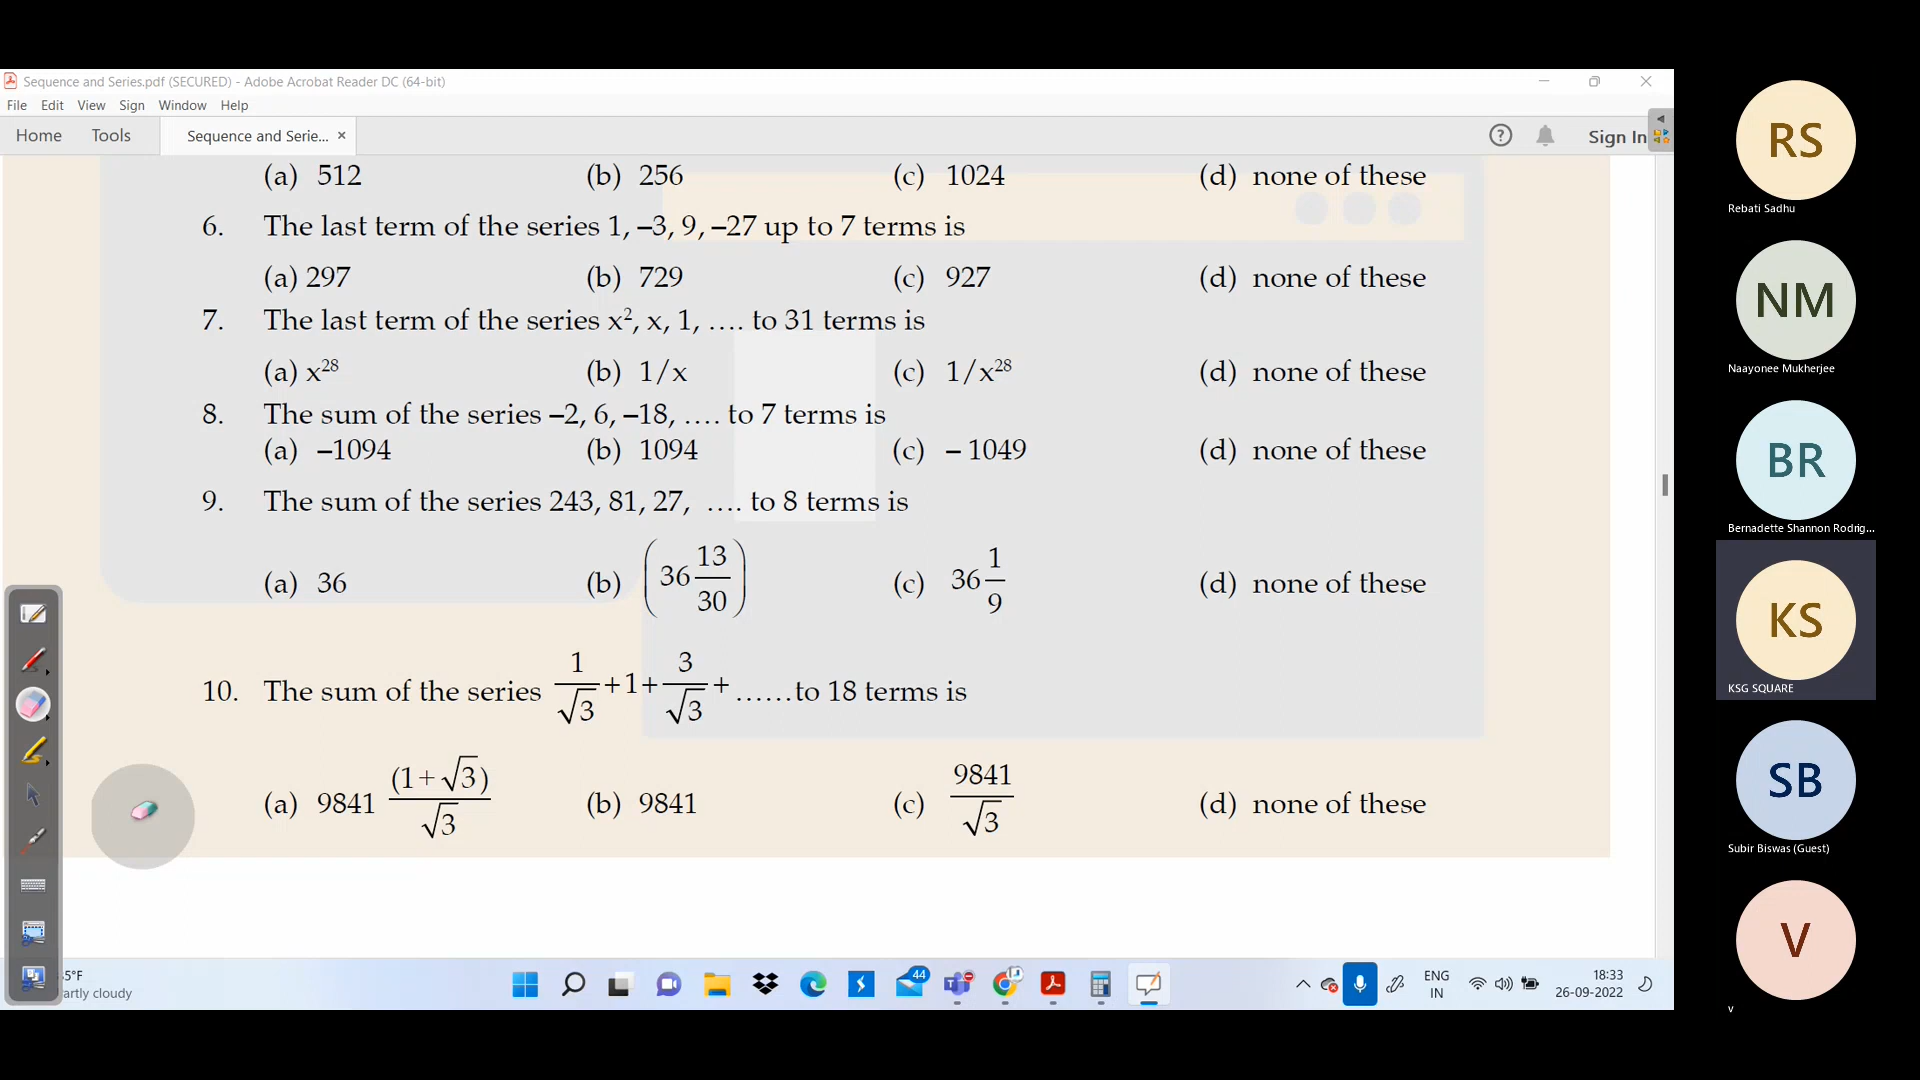 Sequence and Series.pdf (SECURED) - Adobe Acrobat Reader DC (64-bit)
File Edit View Sign Window Help
Home Tools Sequence and Serie... × Sign In
(a) 512 (b) 256 (c) 1024 (d) none of these
6. The last term of the series 1, –3, 9, –27 up to 7 terms is
(a) 297 (b) 729 (c) 927 (d) none of these
7. The last term of the series x², x, 1, .... to 31 terms is
(a) x²⁸ (b) 1/x (c) 1/x²⁸ (d) none of these
8. The sum of the series –2, 6, –18, .... to 7 terms is
(a) –1094 (b) 1094 (c) – 1049 (d) none of these
9. The sum of the series 243, 81, 27, .... to 8 terms is
(a) 36 (b) (36 13/30) (c) 36 1/9 (d) none of these
10. The sum of the series 1/√3 + 1 + 3/√3 + ......to 18 terms is
(a) 9841 (1+√3)/√3 (b) 9841 (c) 9841/√3 (d) none of these
5°F
artly cloudy
44
ENG
IN
18:33
26-09-2022
RS
Rebati Sadhu
NM
Naayonee Mukherjee
BR
Bernadette Shannon Rodrig...
KS
KSG SQUARE
SB
Subir Biswas (Guest)
V
v